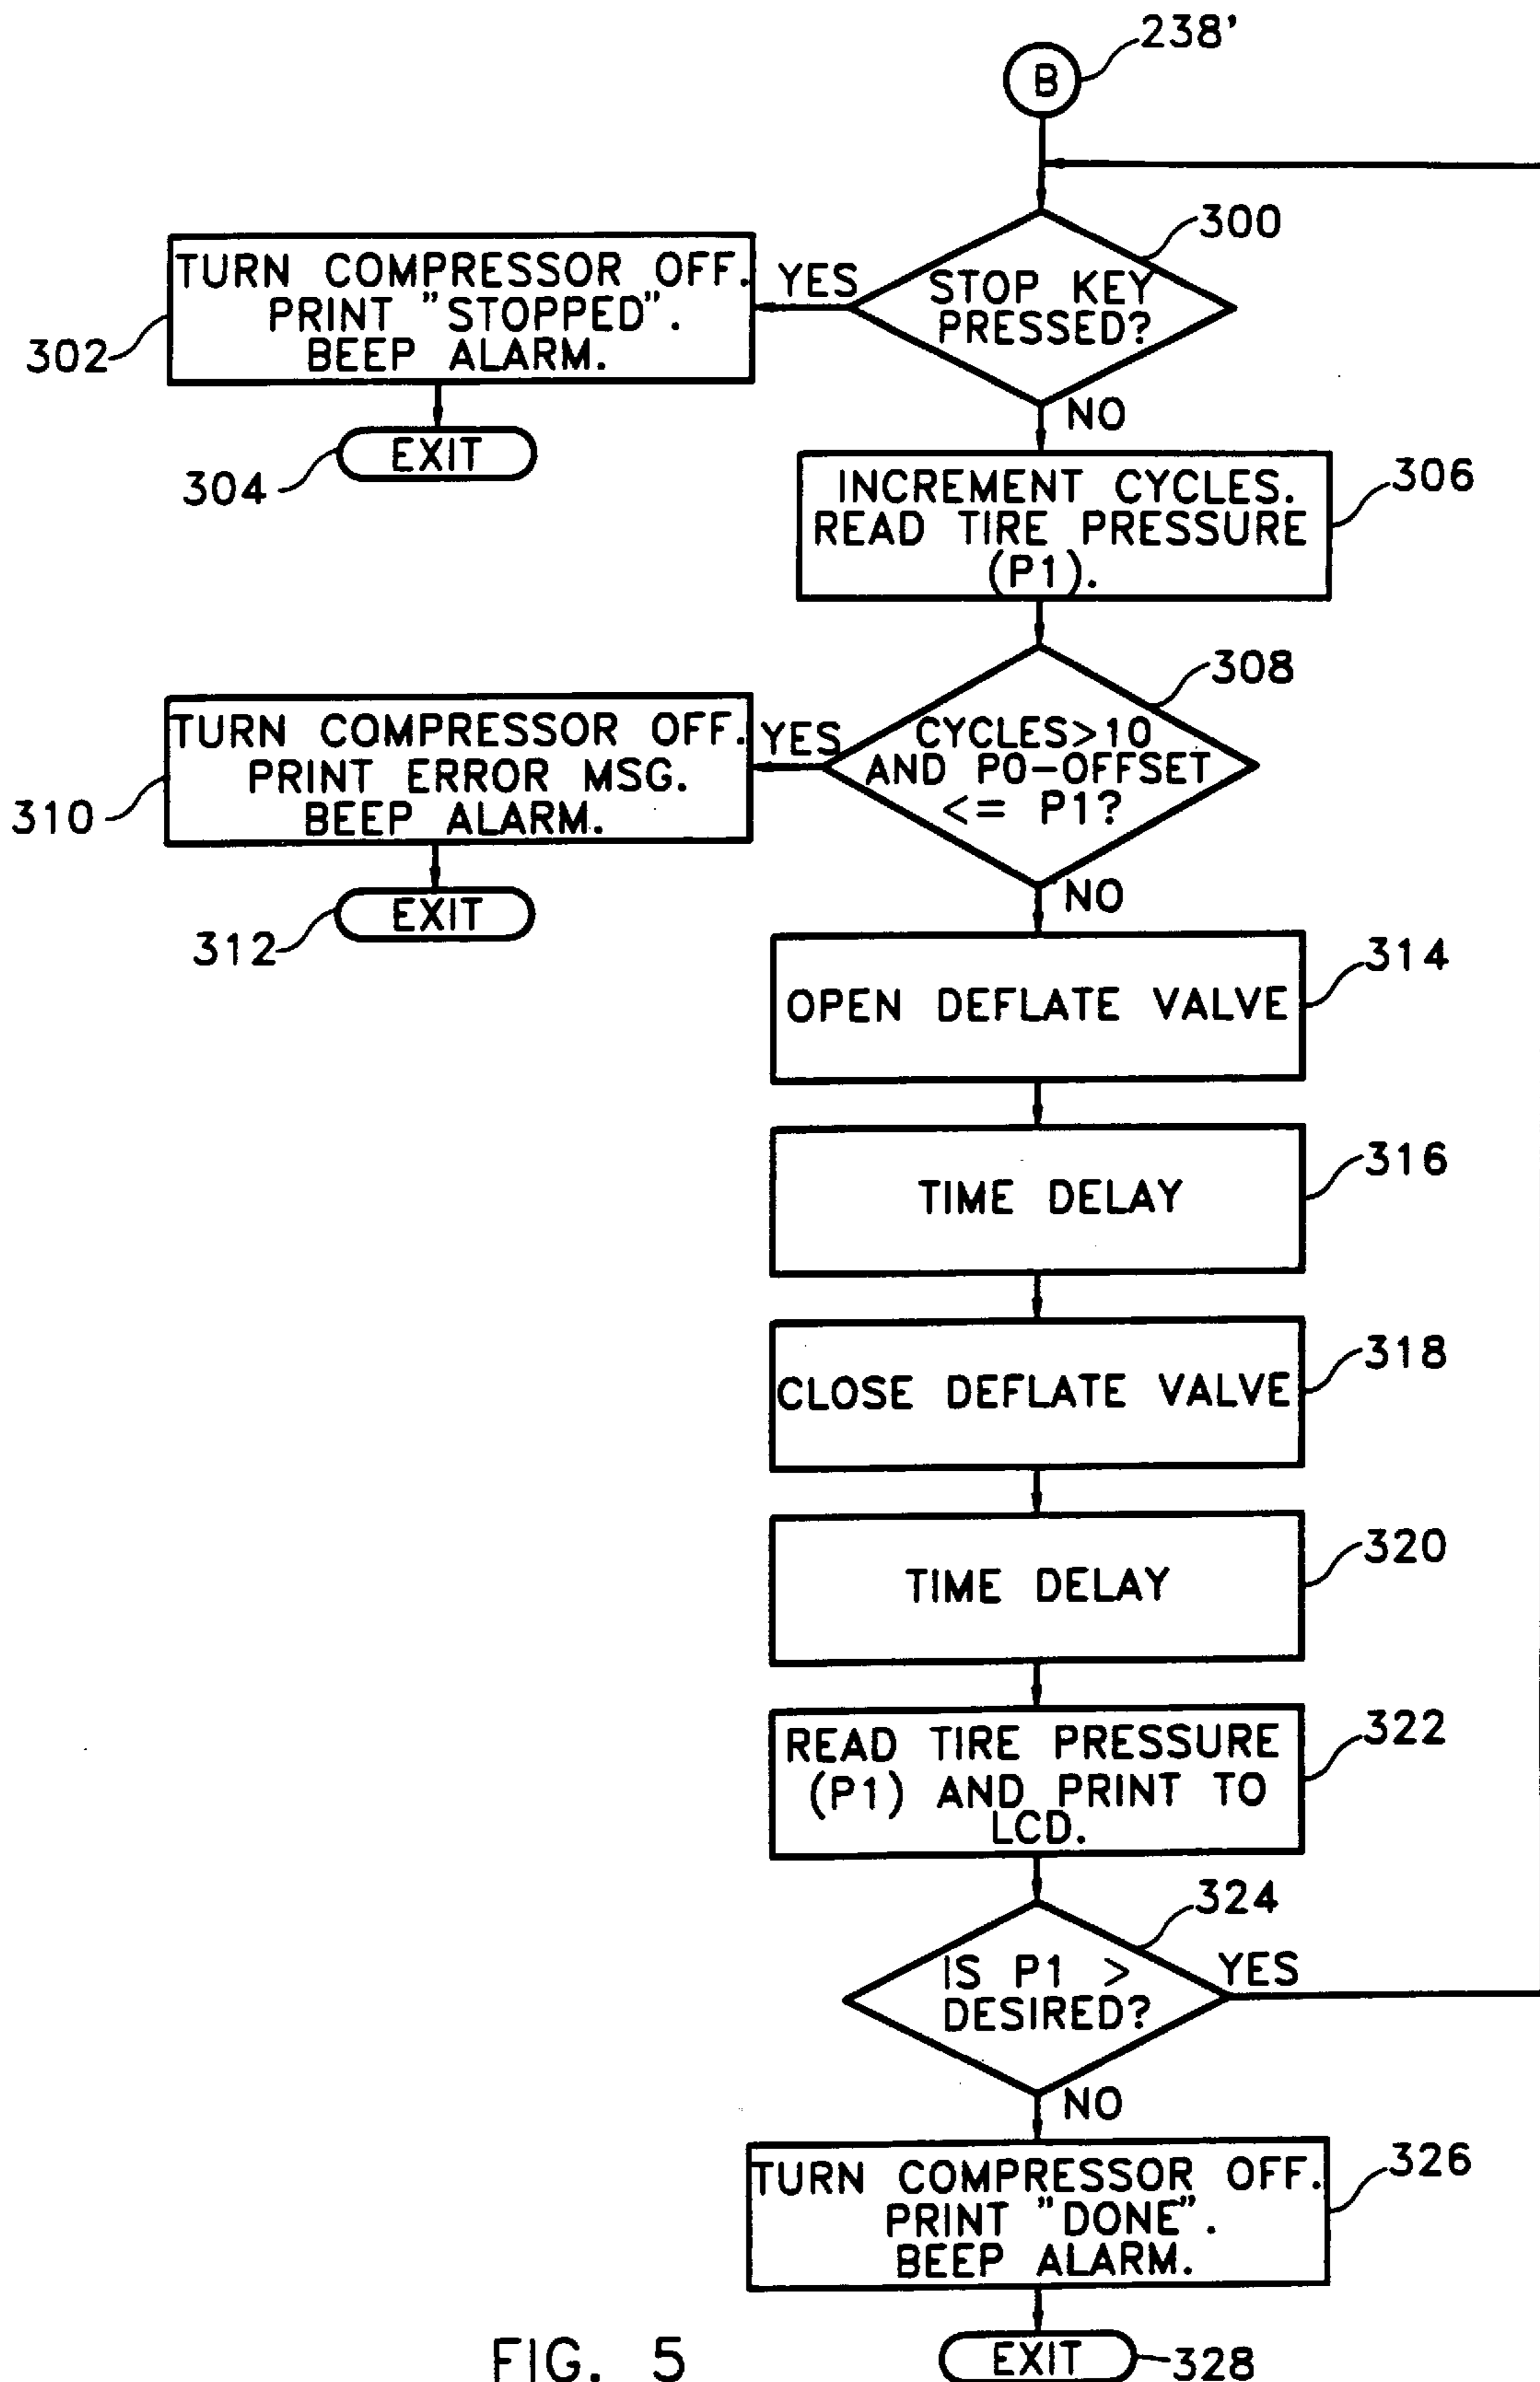 238'
B
300
STOP KEY
PRESSED?
YES
TURN COMPRESSOR OFF.
PRINT "STOPPED".
BEEP ALARM.
302
EXIT
304
NO
INCREMENT CYCLES.
READ TIRE PRESSURE
(P1).
306
308
CYCLES>10
AND P0-OFFSET
<= P1?
YES
TURN COMPRESSOR OFF.
PRINT ERROR MSG.
BEEP ALARM.
310
EXIT
312
NO
OPEN DEFLATE VALVE
314
TIME DELAY
316
CLOSE DEFLATE VALVE
318
TIME DELAY
320
READ TIRE PRESSURE
(P1) AND PRINT TO
LCD.
322
324
IS P1 >
DESIRED?
YES
NO
TURN COMPRESSOR OFF.
PRINT "DONE".
BEEP ALARM.
326
EXIT
328
FIG. 5